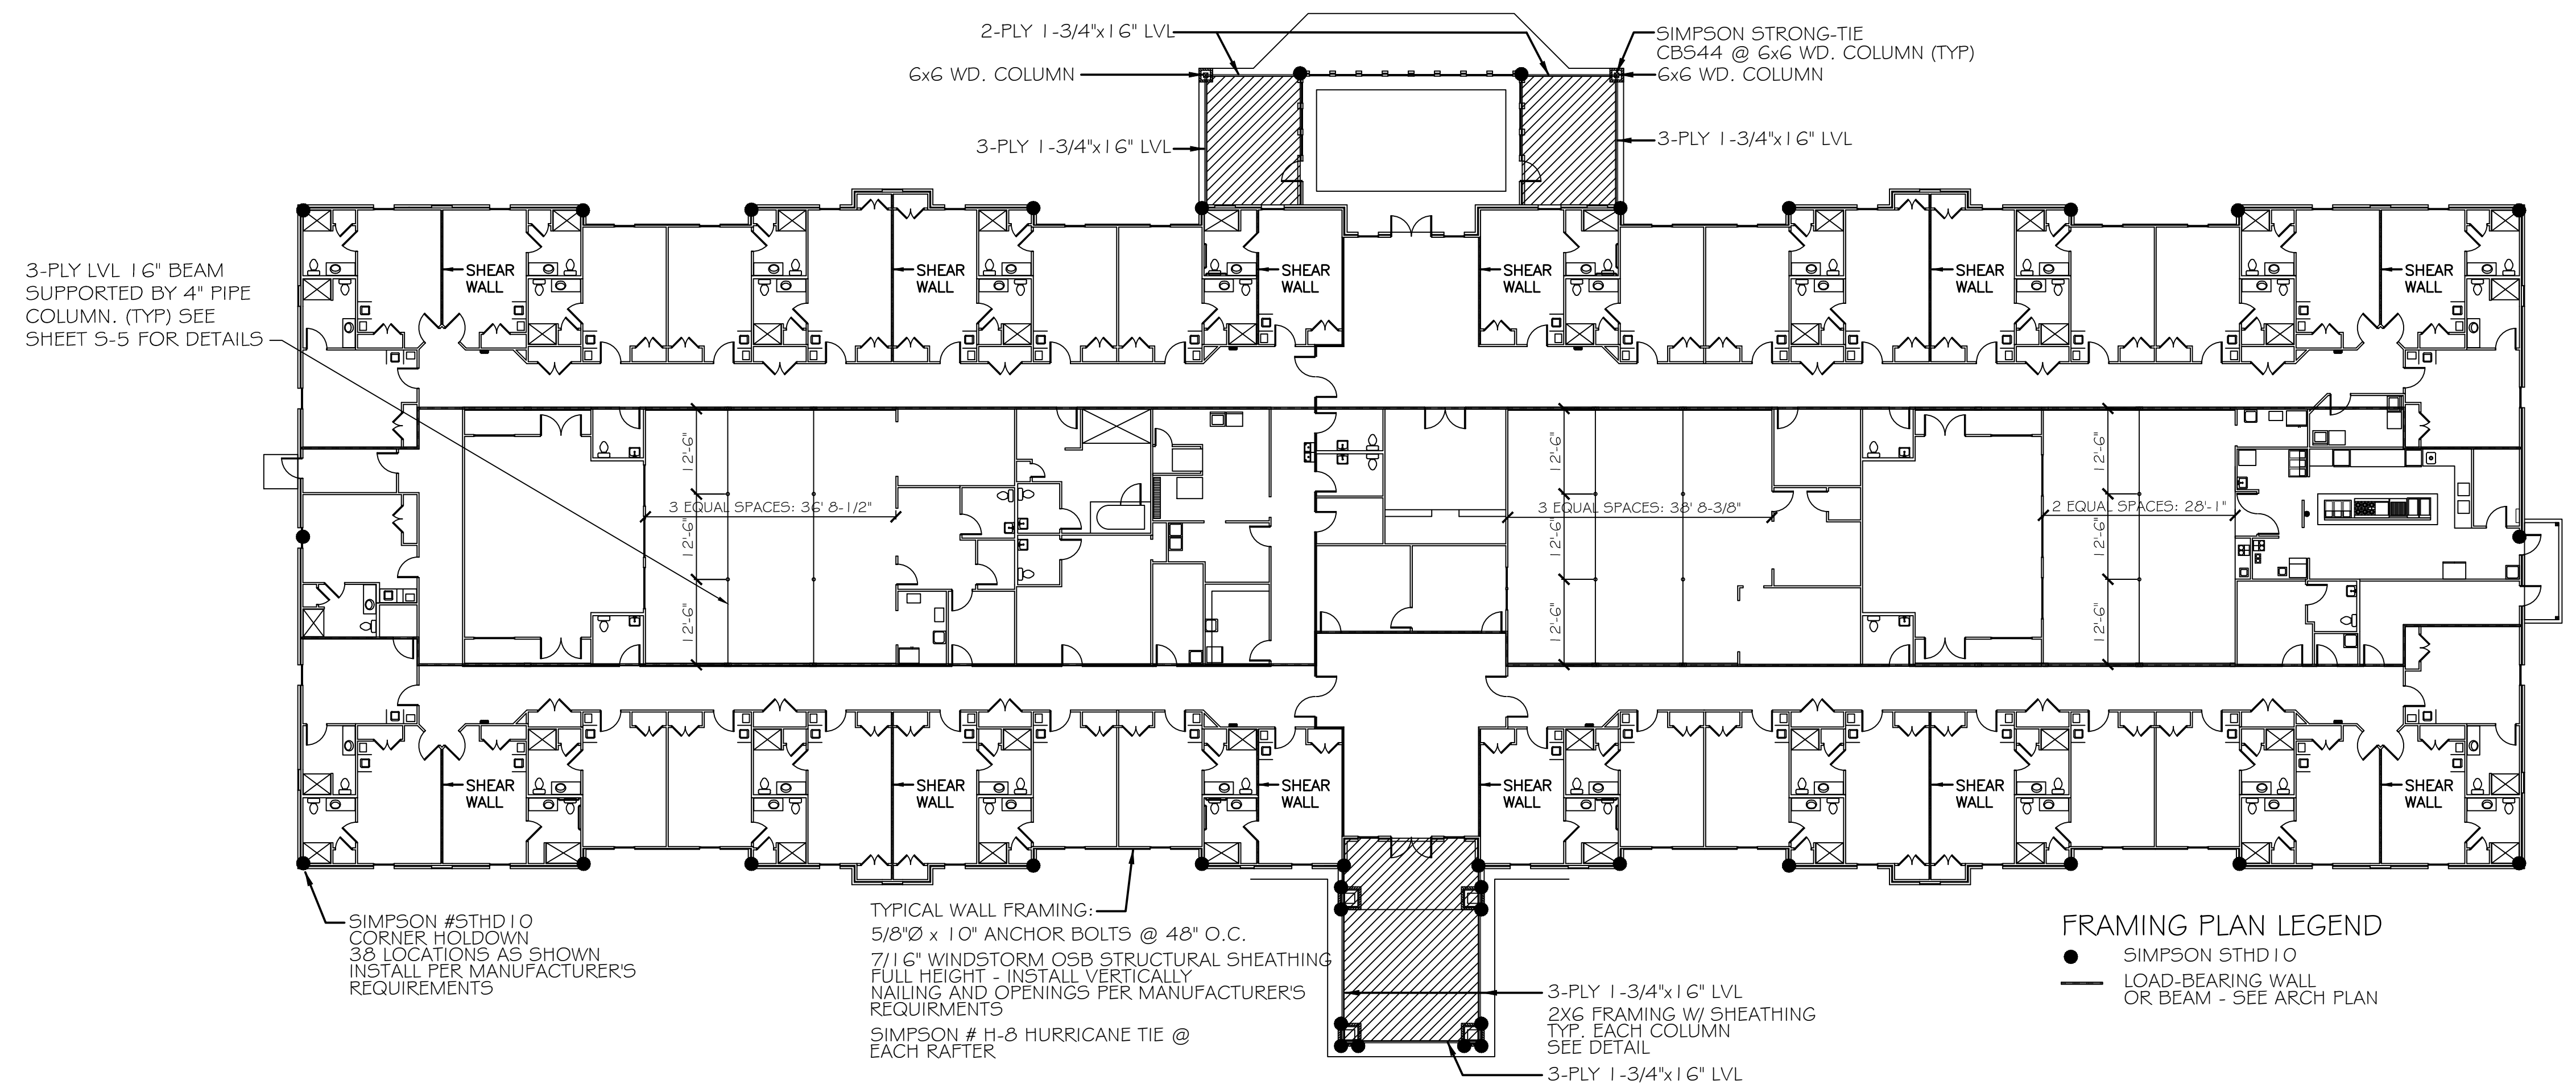 2-PLY 1-3/4"x16" LVL
SIMPSON STRONG-TIE
CBS44 @ 6x6 WD. COLUMN (TYP)
6x6 WD. COLUMN
6x6 WD. COLUMN
3-PLY 1-3/4"x16" LVL
3-PLY 1-3/4"x16" LVL
3-PLY LVL 16" BEAM
SUPPORTED BY 4" PIPE
COLUMN. (TYP) SEE
SHEET S-5 FOR DETAILS
SHEAR
WALL
SHEAR
WALL
SHEAR
WALL
SHEAR
WALL
SHEAR
WALL
SHEAR
WALL
12'-6"
12'-6"
12'-6"
3 EQUAL SPACES: 36' 8-1/2"
12'-6"
12'-6"
12'-6"
3 EQUAL SPACES: 38' 8-3/8"
12'-6"
12'-6"
12'-6"
2 EQUAL SPACES: 28'-1"
SHEAR
WALL
SHEAR
WALL
SHEAR
WALL
SHEAR
WALL
SHEAR
WALL
SHEAR
WALL
SIMPSON #STHD10
CORNER HOLDOWN
38 LOCATIONS AS SHOWN
INSTALL PER MANUFACTURER'S
REQUIREMENTS
TYPICAL WALL FRAMING:
5/8"Ø x 10" ANCHOR BOLTS @ 48" O.C.
7/16" WINDSTORM OSB STRUCTURAL SHEATHING
FULL HEIGHT - INSTALL VERTICALLY
NAILING AND OPENINGS PER MANUFACTURER'S
REQUIRMENTS
SIMPSON # H-8 HURRICANE TIE @
EACH RAFTER
3-PLY 1-3/4"x16" LVL
2X6 FRAMING W/ SHEATHING
TYP. EACH COLUMN
SEE DETAIL
3-PLY 1-3/4"x16" LVL
FRAMING PLAN LEGEND
SIMPSON STHD10
LOAD-BEARING WALL
OR BEAM - SEE ARCH PLAN